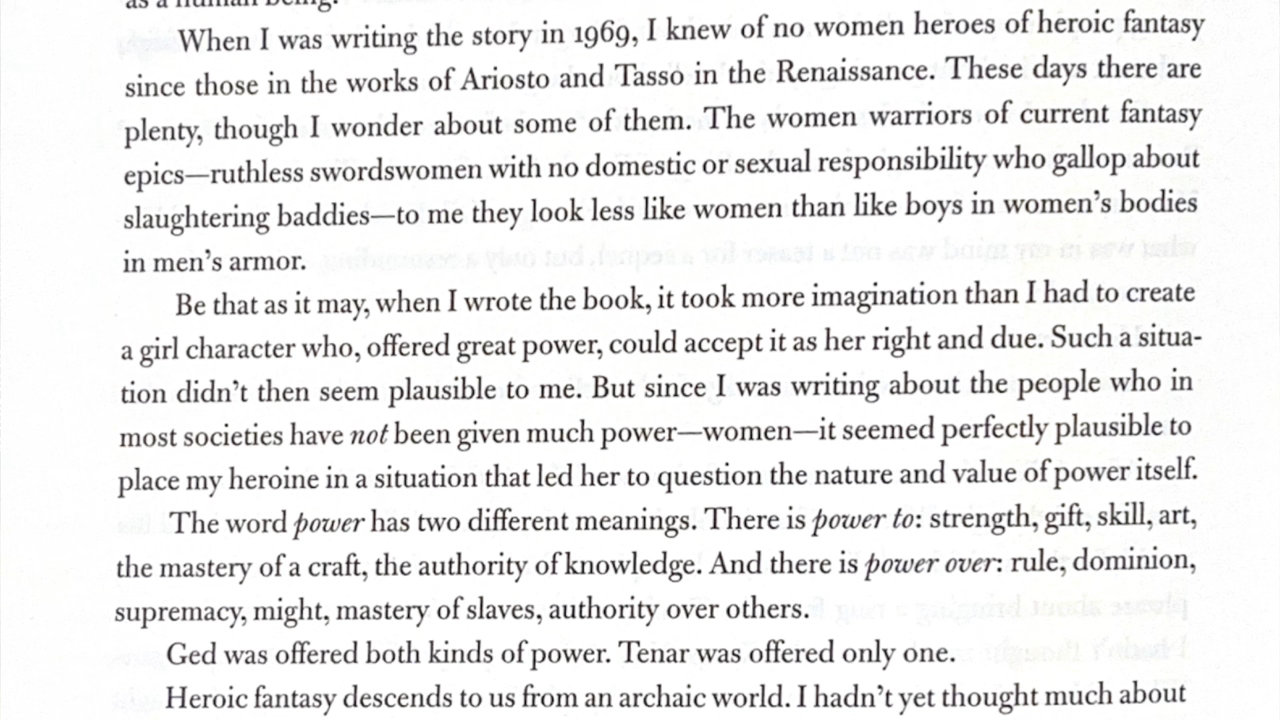 as a human being.
When I was writing the story in 1969, I knew of no women heroes of heroic fantasy
since those in the works of Ariosto and Tasso in the Renaissance. These days there are
plenty, though I wonder about some of them. The women warriors of current fantasy
epics—ruthless swordswomen with no domestic or sexual responsibility who gallop about
slaughtering baddies—to me they look less like women than like boys in women's bodies
in men's armor.
Be that as it may, when I wrote the book, it took more imagination than I had to create
a girl character who, offered great power, could accept it as her right and due. Such a situa-
tion didn't then seem plausible to me. But since I was writing about the people who in
most societies have not been given much power—women—it seemed perfectly plausible to
place my heroine in a situation that led her to question the nature and value of power itself.
The word power has two different meanings. There is power to: strength, gift, skill, art,
the mastery of a craft, the authority of knowledge. And there is power over: rule, dominion,
supremacy, might, mastery of slaves, authority over others.
Ged was offered both kinds of power. Tenar was offered only one.
Heroic fantasy descends to us from an archaic world. I hadn't yet thought much about